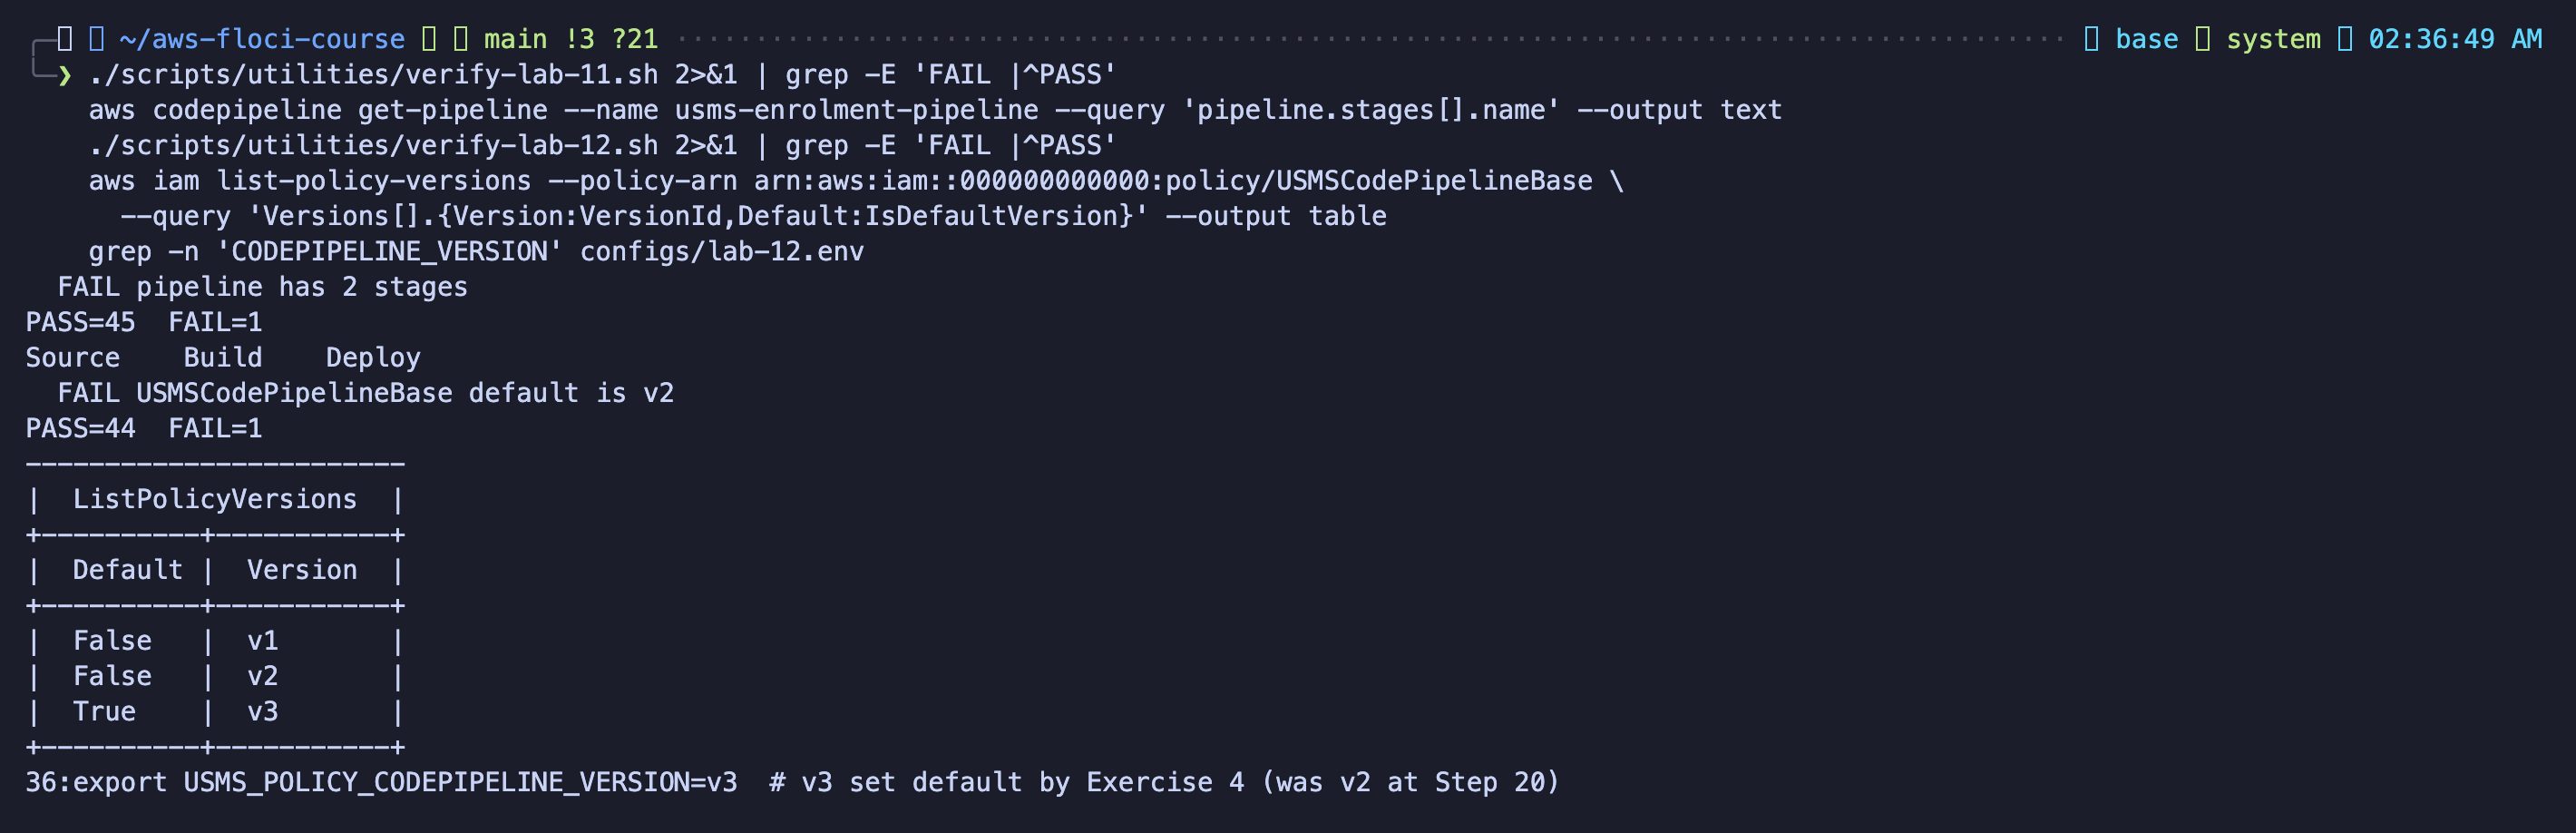 ~/aws-floci-course main !3 ?21 base system 02:36:49 AM
❯ ./scripts/utilities/verify-lab-11.sh 2>&1 | grep -E 'FAIL |^PASS'
aws codepipeline get-pipeline --name usms-enrolment-pipeline --query 'pipeline.stages[].name' --output text
./scripts/utilities/verify-lab-12.sh 2>&1 | grep -E 'FAIL |^PASS'
aws iam list-policy-versions --policy-arn arn:aws:iam::000000000000:policy/USMSCodePipelineBase \
--query 'Versions[].{Version:VersionId,Default:IsDefaultVersion}' --output table
grep -n 'CODEPIPELINE_VERSION' configs/lab-12.env
FAIL pipeline has 2 stages
PASS=45 FAIL=1
Source Build Deploy
FAIL USMSCodePipelineBase default is v2
PASS=44 FAIL=1
------------------------
| ListPolicyVersions |
+----------+-----------+
| Default | Version |
+----------+-----------+
| False | v1 |
| False | v2 |
| True | v3 |
+----------+-----------+
36:export USMS_POLICY_CODEPIPELINE_VERSION=v3 # v3 set default by Exercise 4 (was v2 at Step 20)